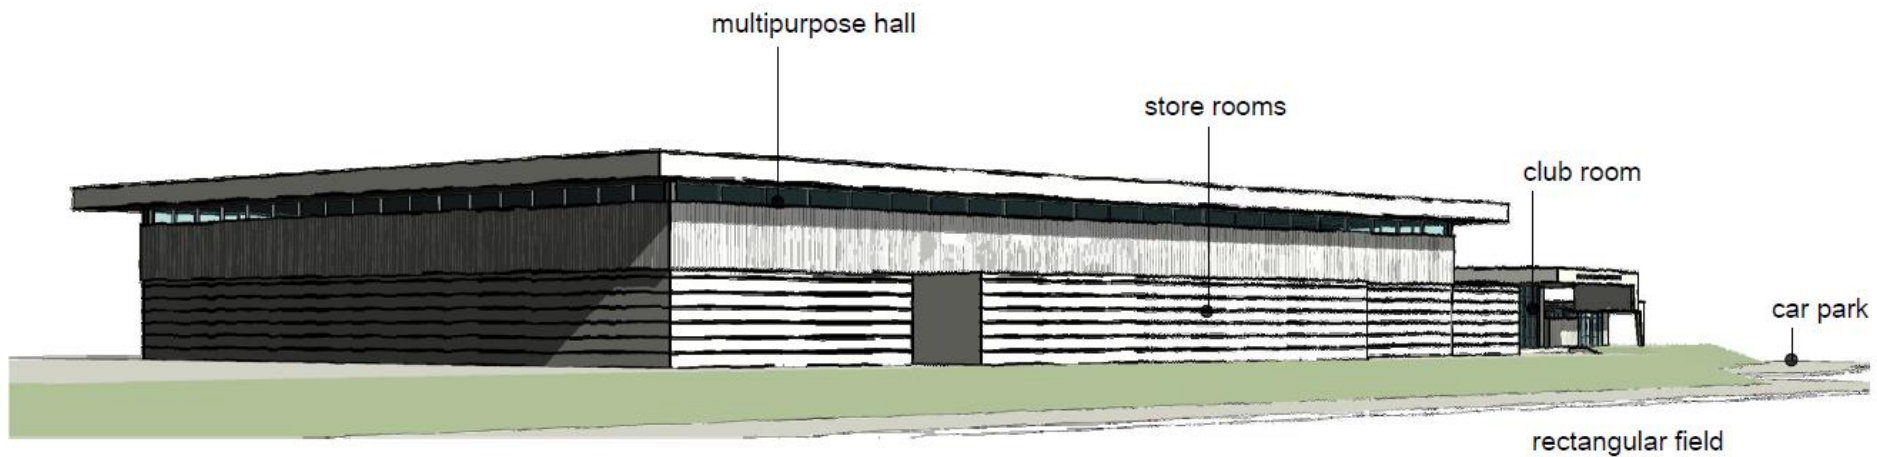 multipurpose hall
store rooms
club room
car park
rectangular field